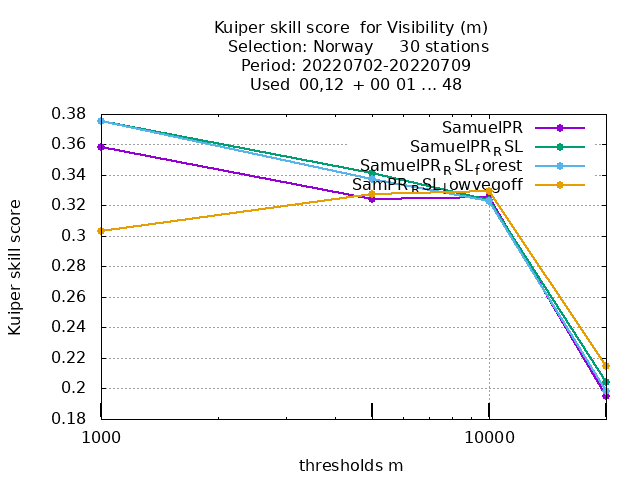 Kuiper skill score for Visibility (m)
Selection: Norway 30 stations
Period: 20220702-20220709
Used 00,12 + 00 01 ... 48
0.38
0.36
0.34
0.32
0.3
0.28
0.26
0.24
0.22
0.2
0.18
Kuiper skill score
SamuelPR
SamuelPR_RSL
SamuelPR_RSL_forest
SamPR_RSL_lowvegoff
1000
10000
thresholds m